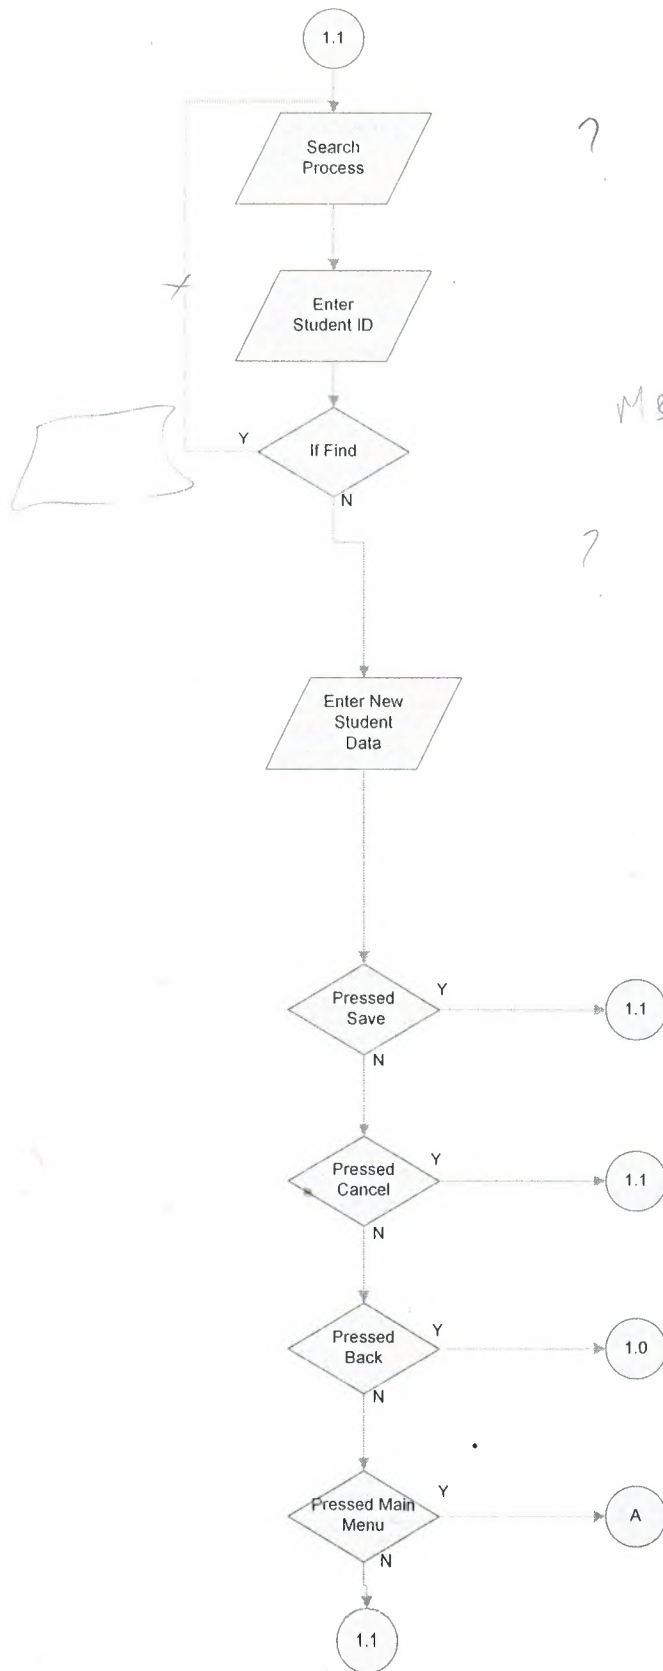 1.1
Search
Process
?
Enter
Student ID
Y
If Find
N
?
Enter New
Student
Data
Pressed
Save
Y
1.1
N
Pressed
Cancel
Y
1.1
N
Pressed
Back
Y
1.0
N
Pressed Main
Menu
Y
A
N
1.1